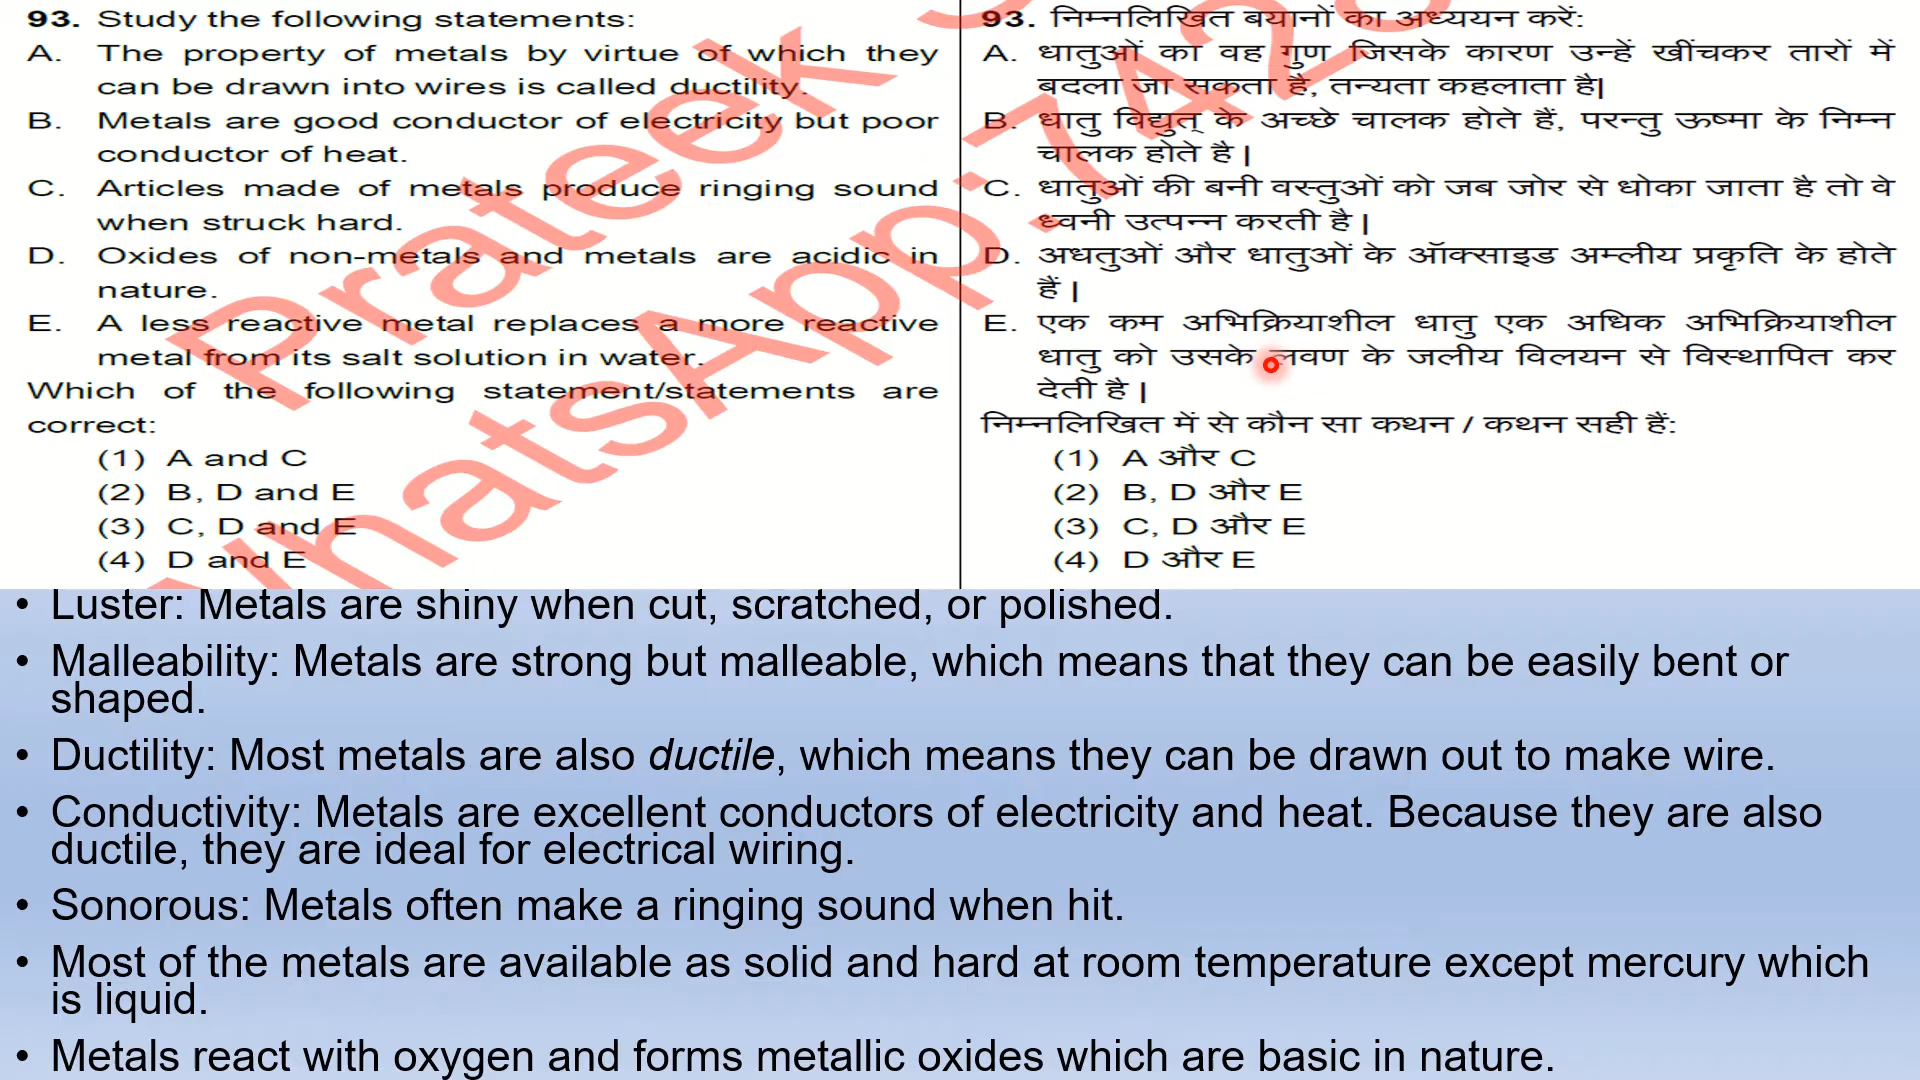 93. Study the following statements:
A. The property of metals by virtue of which they
can be drawn into wires is called ductility.
B. Metals are good conductor of electricity but poor
conductor of heat.
C. Articles made of metals produce ringing sound
when struck hard.
D. Oxides of non-metals and metals are acidic in
nature.
E. A less reactive metal replaces a more reactive
metal from its salt solution in water.
Which of the following statement/statements are
correct:
(1) A and C
(2) B, D and E
(3) C, D and E
(4) D and E
93. निम्नलिखित बयानों का अध्ययन करें:
A. धातुओं का वह गुण जिसके कारण उन्हें खींचकर तारों में
बदला जा सकता है, तन्यता कहलाता है|
B. धातु विद्युत् के अच्छे चालक होते हैं, परन्तु ऊष्मा के निम्न
चालक होते है |
C. धातुओं की बनी वस्तुओं को जब जोर से धोका जाता है तो वे
ध्वनी उत्पन्न करती है |
D. अधतुओं और धातुओं के ऑक्साइड अम्लीय प्रकृति के होते
हैं |
E. एक कम अभिक्रियाशील धातु एक अधिक अभिक्रियाशील
धातु को उसके लवण के जलीय विलयन से विस्थापित कर
देती है |
निम्नलिखित में से कौन सा कथन / कथन सही हैं:
(1) A और C
(2) B, D और E
(3) C, D और E
(4) D और E
Prateek
WhatsApp:7428
• Luster: Metals are shiny when cut, scratched, or polished.
• Malleability: Metals are strong but malleable, which means that they can be easily bent or
shaped.
• Ductility: Most metals are also ductile, which means they can be drawn out to make wire.
• Conductivity: Metals are excellent conductors of electricity and heat. Because they are also
ductile, they are ideal for electrical wiring.
• Sonorous: Metals often make a ringing sound when hit.
• Most of the metals are available as solid and hard at room temperature except mercury which
is liquid.
• Metals react with oxygen and forms metallic oxides which are basic in nature.